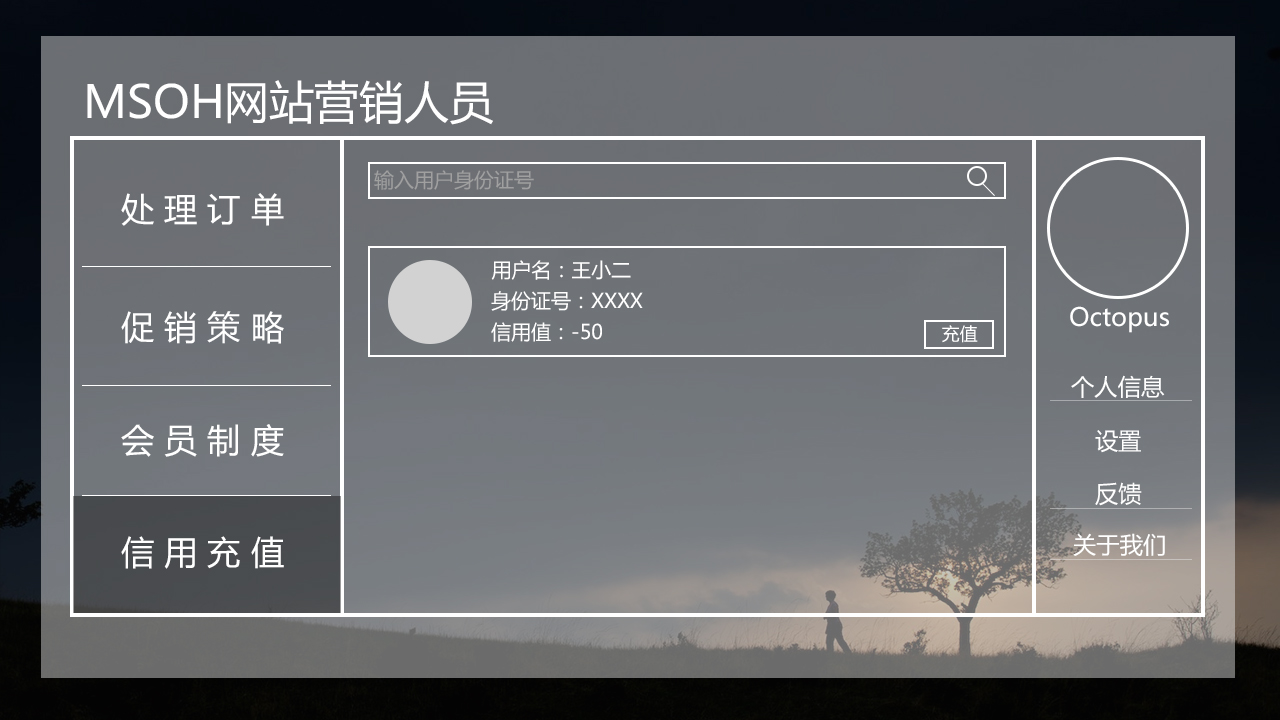 MSOH网站营销人员
处理订单
促销策略
会员制度
信用充值
输入用户身份证号
用户名：王小二
身份证号：XXXX
信用值：-50
充值
Octopus
个人信息
设置
反馈
关于我们